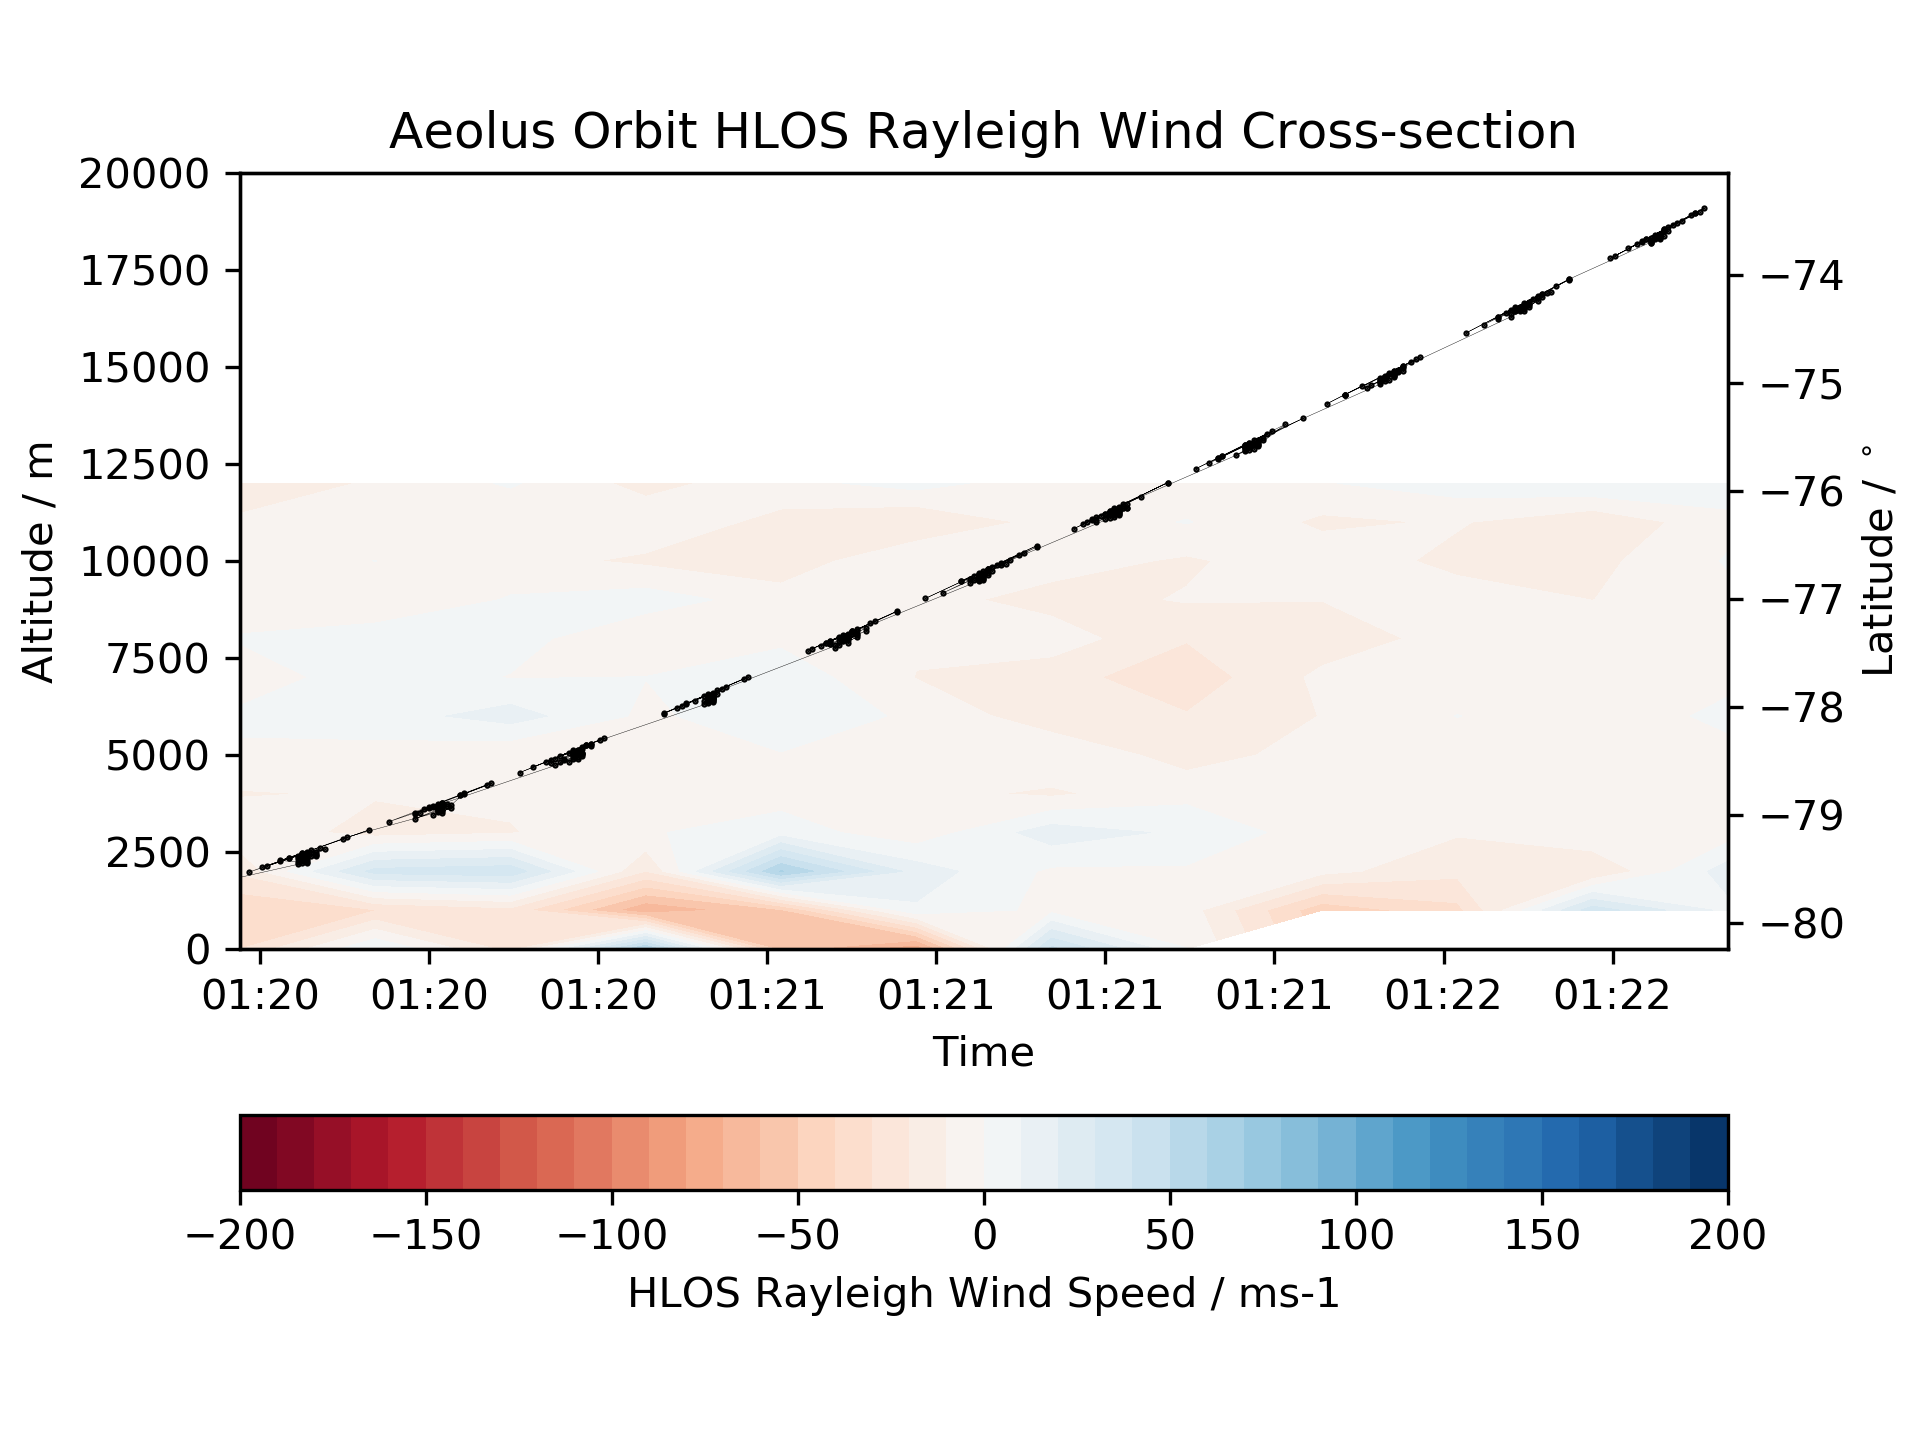 Aeolus Orbit HLOS Rayleigh Wind Cross-section
20000
17500
15000
12500
10000
7500
5000
2500
0
Altitude / m
−74
−75
−76
−77
−78
−79
−80
Latitude / °
01:20 01:20 01:20 01:21 01:21 01:21 01:21 01:22 01:22
Time
−200 −150 −100 −50 0 50 100 150 200
HLOS Rayleigh Wind Speed / ms-1